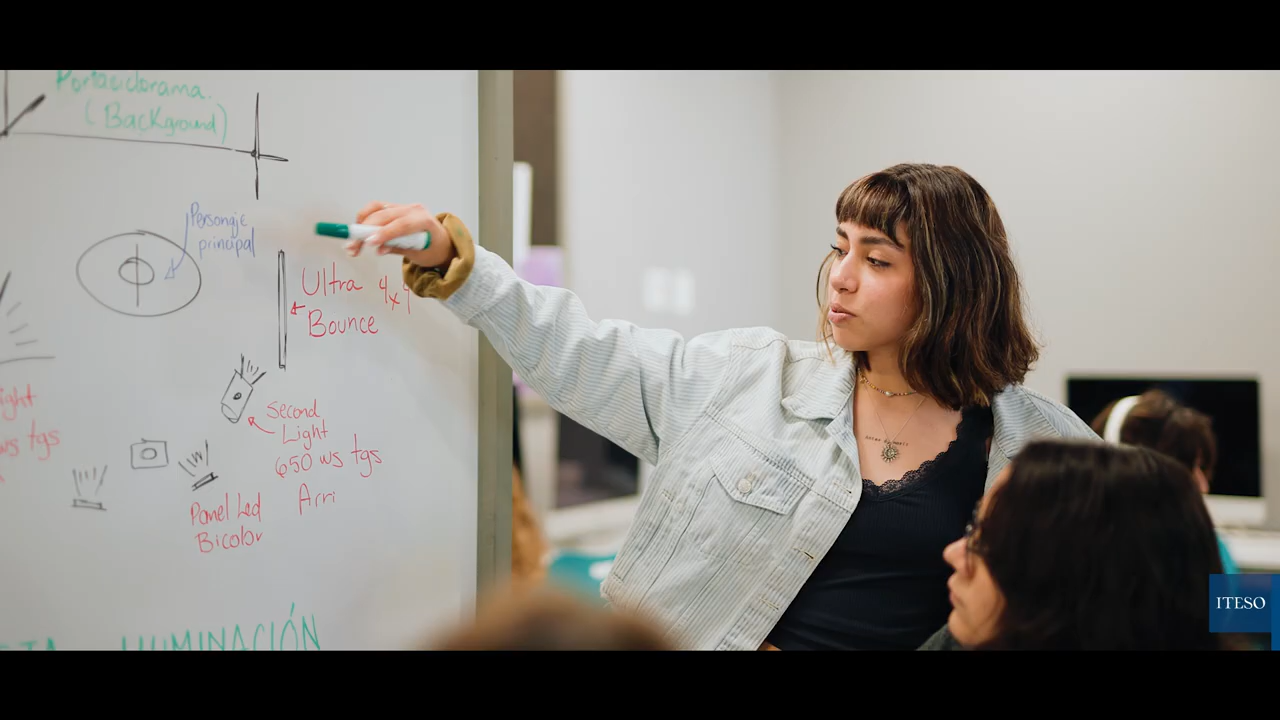 Portaciclorama.
(Background)
Personaje
principal
Ultra 4x4
Bounce
Second
Light
650 ws tgs
Arri
ight
ws tgs
Panel Led
Bicolor
ILUMINACIÓN
ITESO